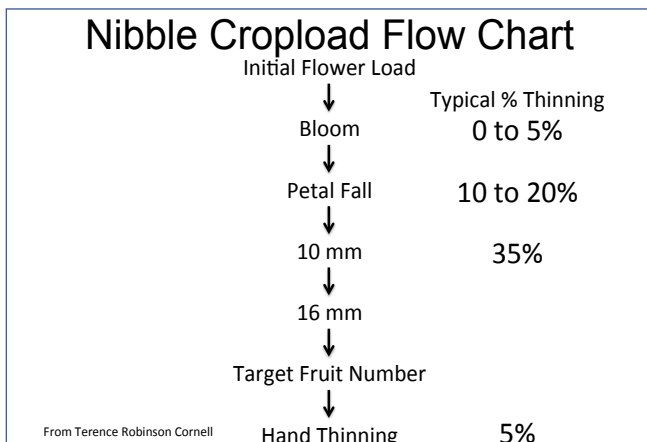 Nibble Cropload Flow Chart
Initial Flower Load
Typical % Thinning
Bloom 0 to 5%
Petal Fall 10 to 20%
10 mm 35%
16 mm
Target Fruit Number
From Terence Robinson Cornell Hand Thinning 5%